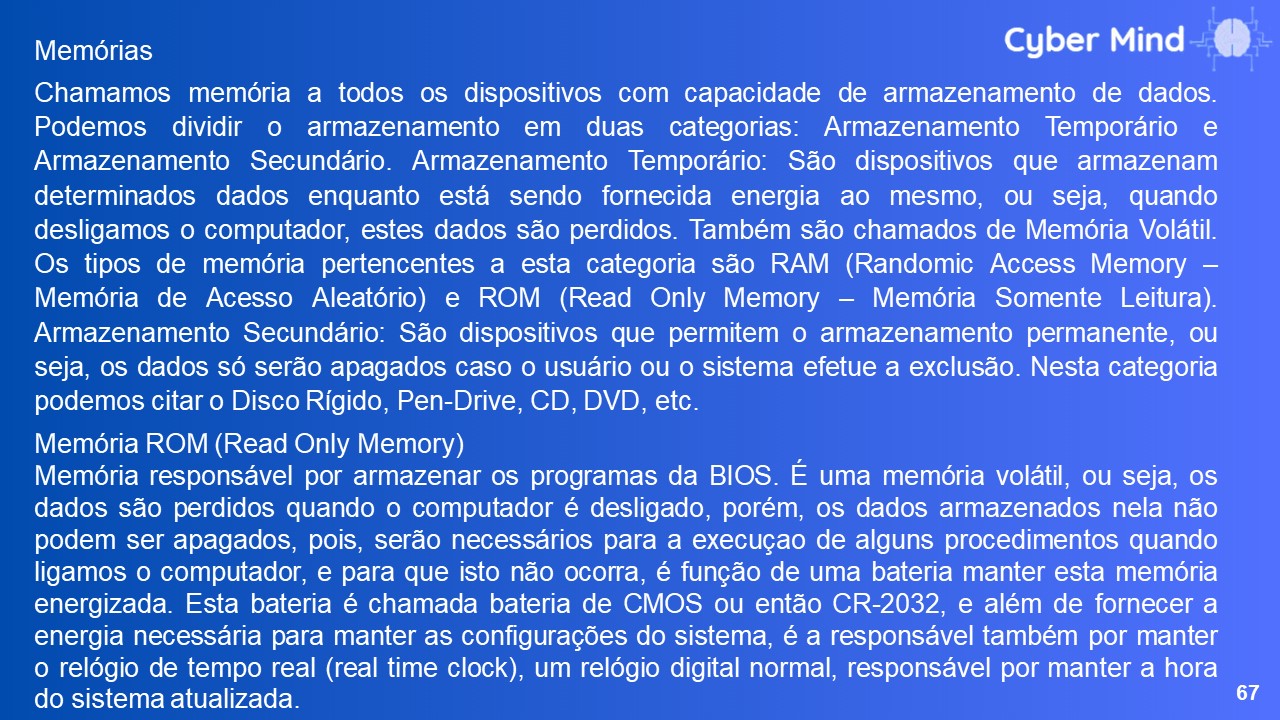 Cyber Mind
Memórias
Chamamos memória a todos os dispositivos com capacidade de armazenamento de dados.
Podemos dividir o armazenamento em duas categorias: Armazenamento Temporário e
Armazenamento Secundário. Armazenamento Temporário: São dispositivos que armazenam
determinados dados enquanto está sendo fornecida energia ao mesmo, ou seja, quando
desligamos o computador, estes dados são perdidos. Também são chamados de Memória Volátil.
Os tipos de memória pertencentes a esta categoria são RAM (Randomic Access Memory –
Memória de Acesso Aleatório) e ROM (Read Only Memory – Memória Somente Leitura).
Armazenamento Secundário: São dispositivos que permitem o armazenamento permanente, ou
seja, os dados só serão apagados caso o usuário ou o sistema efetue a exclusão. Nesta categoria
podemos citar o Disco Rígido, Pen-Drive, CD, DVD, etc.
Memória ROM (Read Only Memory)
Memória responsável por armazenar os programas da BIOS. É uma memória volátil, ou seja, os
dados são perdidos quando o computador é desligado, porém, os dados armazenados nela não
podem ser apagados, pois, serão necessários para a execuçao de alguns procedimentos quando
ligamos o computador, e para que isto não ocorra, é função de uma bateria manter esta memória
energizada. Esta bateria é chamada bateria de CMOS ou então CR-2032, e além de fornecer a
energia necessária para manter as configurações do sistema, é a responsável também por manter
o relógio de tempo real (real time clock), um relógio digital normal, responsável por manter a hora
do sistema atualizada.
67